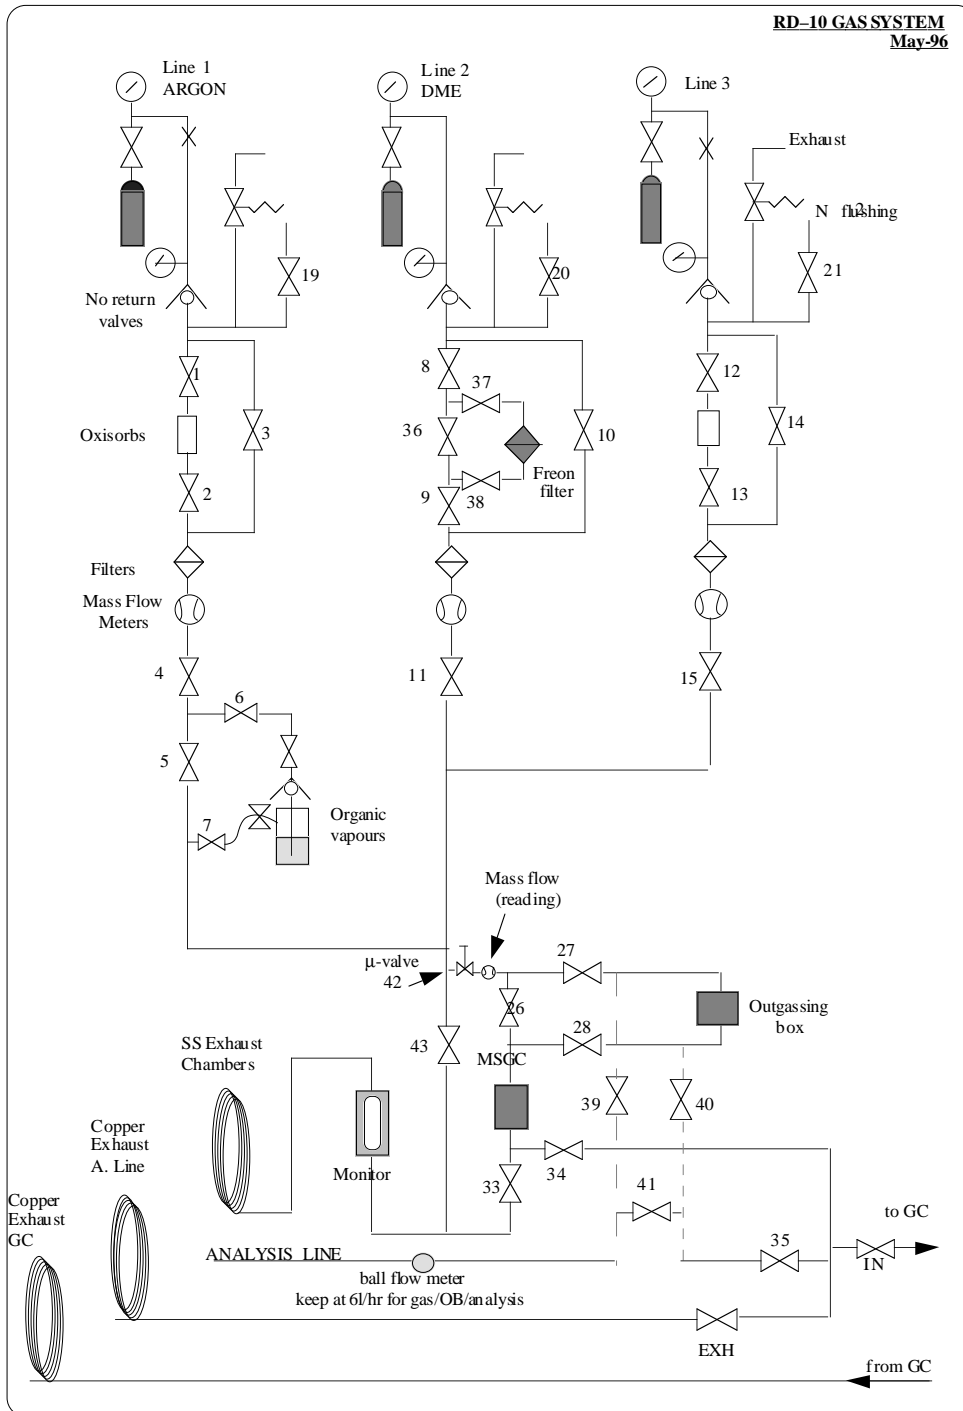 RD–10 GAS SYSTEM
May-96
Line 1
ARGON
Line 2
DME
Line 3
Exhaust
N2 flushing
19
20
21
No return
valves
1
8
37
12
Oxisorbs
3
36
10
14
Freon
filter
2
9
38
13
Filters
Mass Flow
Meters
4
11
15
6
5
7
Organic
vapours
Mass flow
(reading)
μ-valve
42
27
26
28
Outgassing
box
43
MSGC
SS Exhaust
Chambers
39
40
Copper
Exhaust
A. Line
Monitor
34
33
41
Copper
Exhaust
GC
to GC
35
IN
ANALYSIS LINE
ball flow meter
keep at 6l/hr for gas/OB/analysis
EXH
from GC